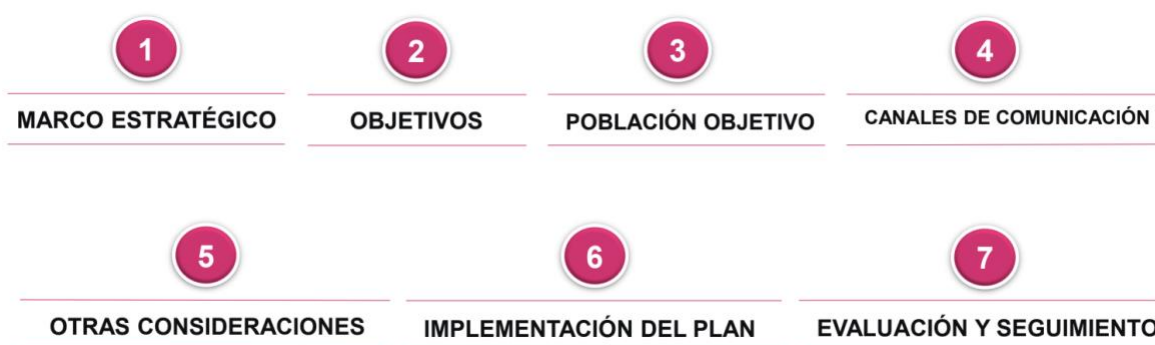 1
MARCO ESTRATÉGICO
2
OBJETIVOS
3
POBLACIÓN OBJETIVO
4
CANALES DE COMUNICACIÓN
5
OTRAS CONSIDERACIONES
6
IMPLEMENTACIÓN DEL PLAN
7
EVALUACIÓN Y SEGUIMIENTO